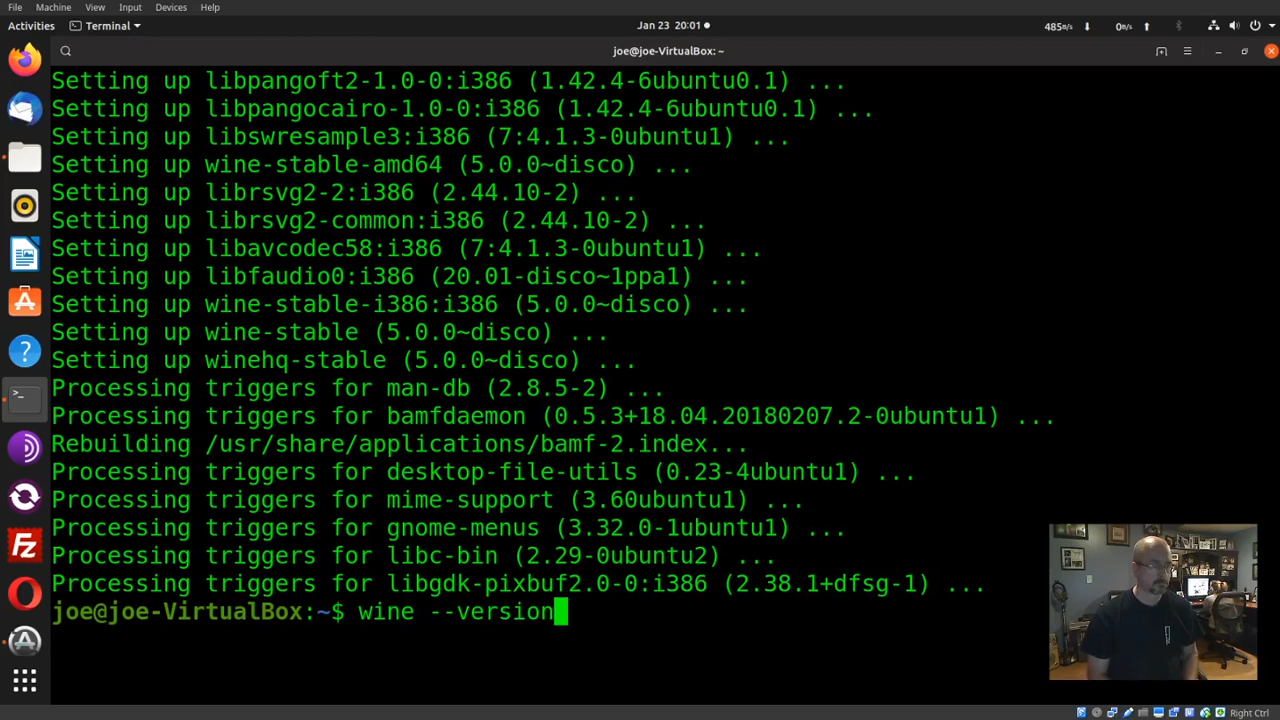 File Machine View Input Devices Help
Activities Terminal Jan 23 20:01 485B/s 0B/s
joe@joe-VirtualBox: ~
Setting up libpangoft2-1.0-0:i386 (1.42.4-6ubuntu0.1) ...
Setting up libpangocairo-1.0-0:i386 (1.42.4-6ubuntu0.1) ...
Setting up libswresample3:i386 (7:4.1.3-0ubuntu1) ...
Setting up wine-stable-amd64 (5.0.0~disco) ...
Setting up librsvg2-2:i386 (2.44.10-2) ...
Setting up librsvg2-common:i386 (2.44.10-2) ...
Setting up libavcodec58:i386 (7:4.1.3-0ubuntu1) ...
Setting up libfaudio0:i386 (20.01-disco~1ppa1) ...
Setting up wine-stable-i386:i386 (5.0.0~disco) ...
Setting up wine-stable (5.0.0~disco) ...
Setting up winehq-stable (5.0.0~disco) ...
Processing triggers for man-db (2.8.5-2) ...
Processing triggers for bamfdaemon (0.5.3+18.04.20180207.2-0ubuntu1) ...
Rebuilding /usr/share/applications/bamf-2.index...
Processing triggers for desktop-file-utils (0.23-4ubuntu1) ...
Processing triggers for mime-support (3.60ubuntu1) ...
Processing triggers for gnome-menus (3.32.0-1ubuntu1) ...
Processing triggers for libc-bin (2.29-0ubuntu2) ...
Processing triggers for libgdk-pixbuf2.0-0:i386 (2.38.1+dfsg-1) ...
joe@joe-VirtualBox:~$ wine --version
Right Ctrl